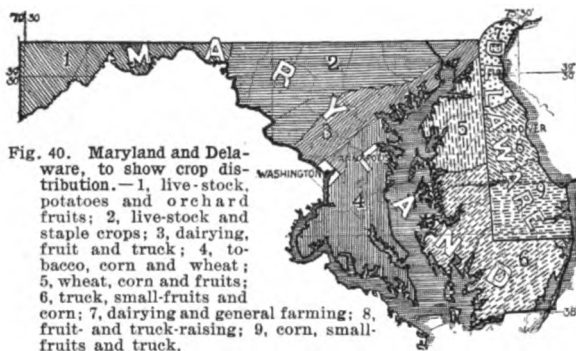 75°30
1
MARYLAND
2
DELAWARE
3
5
DOVER
ANNAPOLIS
WASHINGTON
4
9
6
38
Fig. 40. Maryland and Dela-
ware, to show crop dis-
tribution.—1, live-stock,
potatoes and orchard
fruits; 2, live-stock and
staple crops; 3, dairying,
fruit and truck; 4, to-
bacco, corn and wheat;
5, wheat, corn and fruits;
6, truck, small-fruits and
corn; 7, dairying and general farming; 8,
fruit- and truck-raising; 9, corn, small-
fruits and truck.